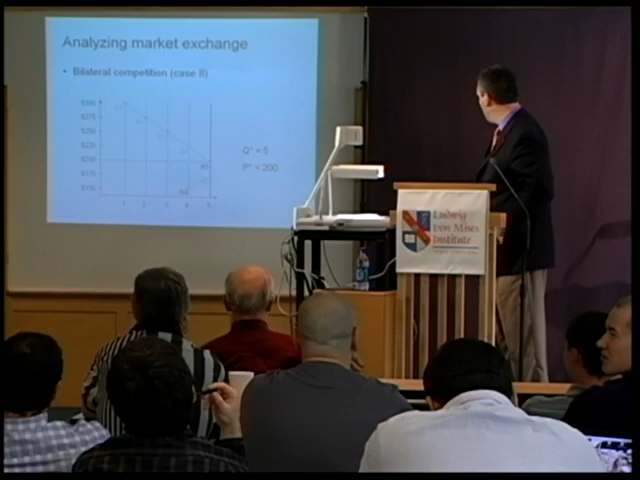 Analyzing market exchange
• Bilateral competition (case II)
$300
$275
$250
$225
$200
$175
$150
Q* = 5
P* = 200
1 2 3 4 5
Ludwig
von Mises
Institute